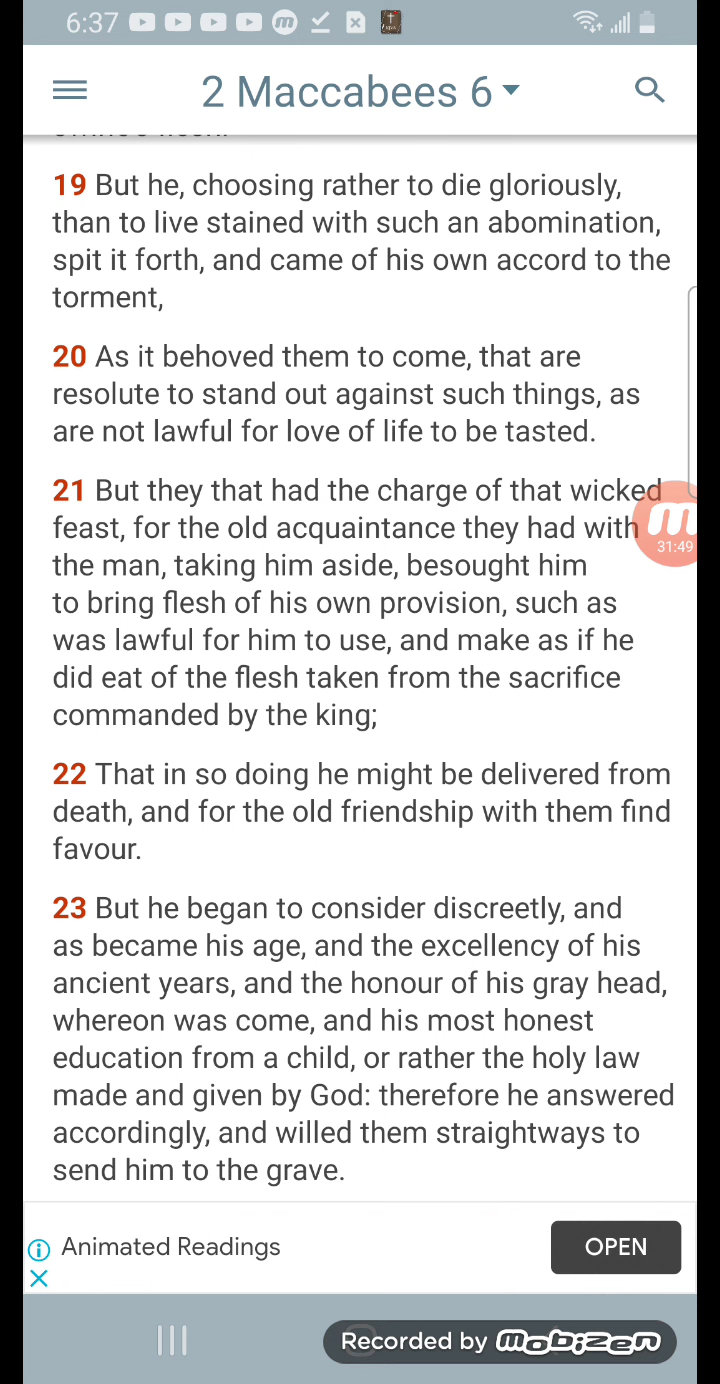 6:37
2 Maccabees 6
19 But he, choosing rather to die gloriously,
than to live stained with such an abomination,
spit it forth, and came of his own accord to the
torment,
20 As it behoved them to come, that are
resolute to stand out against such things, as
are not lawful for love of life to be tasted.
21 But they that had the charge of that wicked
feast, for the old acquaintance they had with
the man, taking him aside, besought him
to bring flesh of his own provision, such as
was lawful for him to use, and make as if he
did eat of the flesh taken from the sacrifice
commanded by the king;
22 That in so doing he might be delivered from
death, and for the old friendship with them find
favour.
23 But he began to consider discreetly, and
as became his age, and the excellency of his
ancient years, and the honour of his gray head,
whereon was come, and his most honest
education from a child, or rather the holy law
made and given by God: therefore he answered
accordingly, and willed them straightways to
send him to the grave.
m
31:49
Animated Readings
OPEN
Recorded by Mobizen